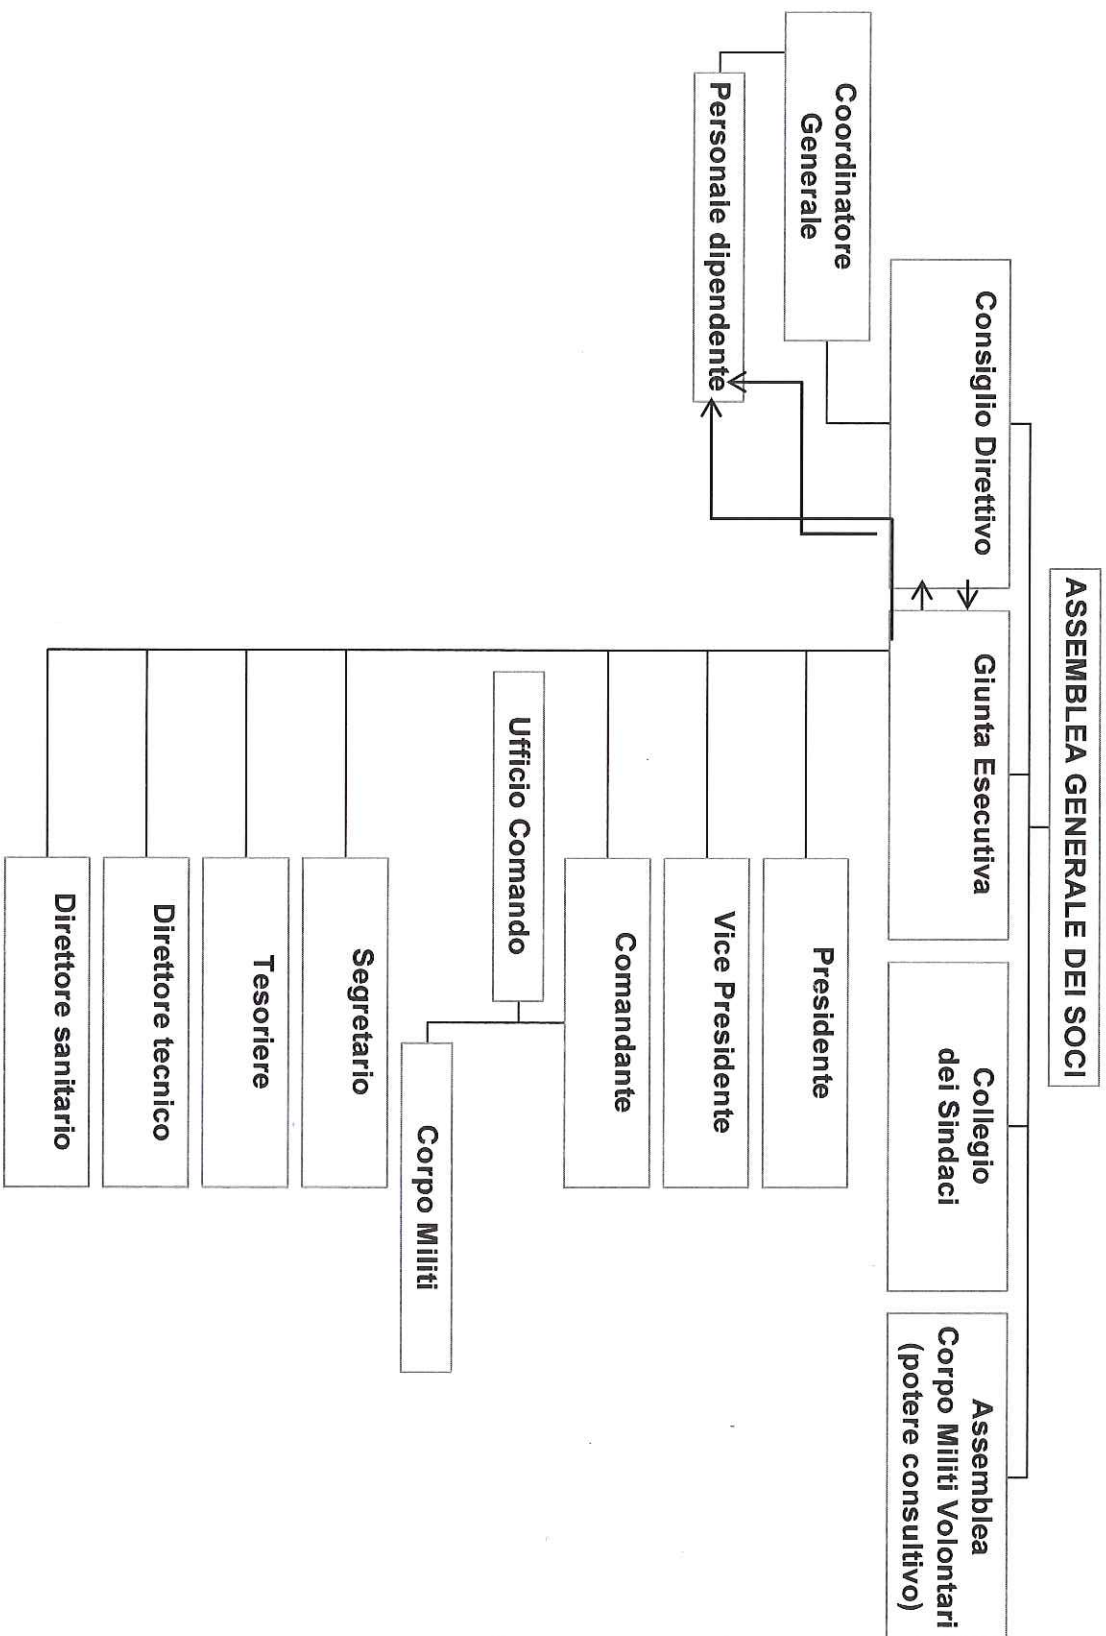 ASSEMBLEA GENERALE DEI SOCI
Consiglio Direttivo
Giunta Esecutiva
Collegio
dei Sindaci
Assemblea
Corpo Militi Volontari
(potere consultivo)
Coordinatore
Generale
Personale dipendente
Presidente
Vice Presidente
Comandante
Ufficio Comando
Corpo Militi
Segretario
Tesoriere
Direttore tecnico
Direttore sanitario